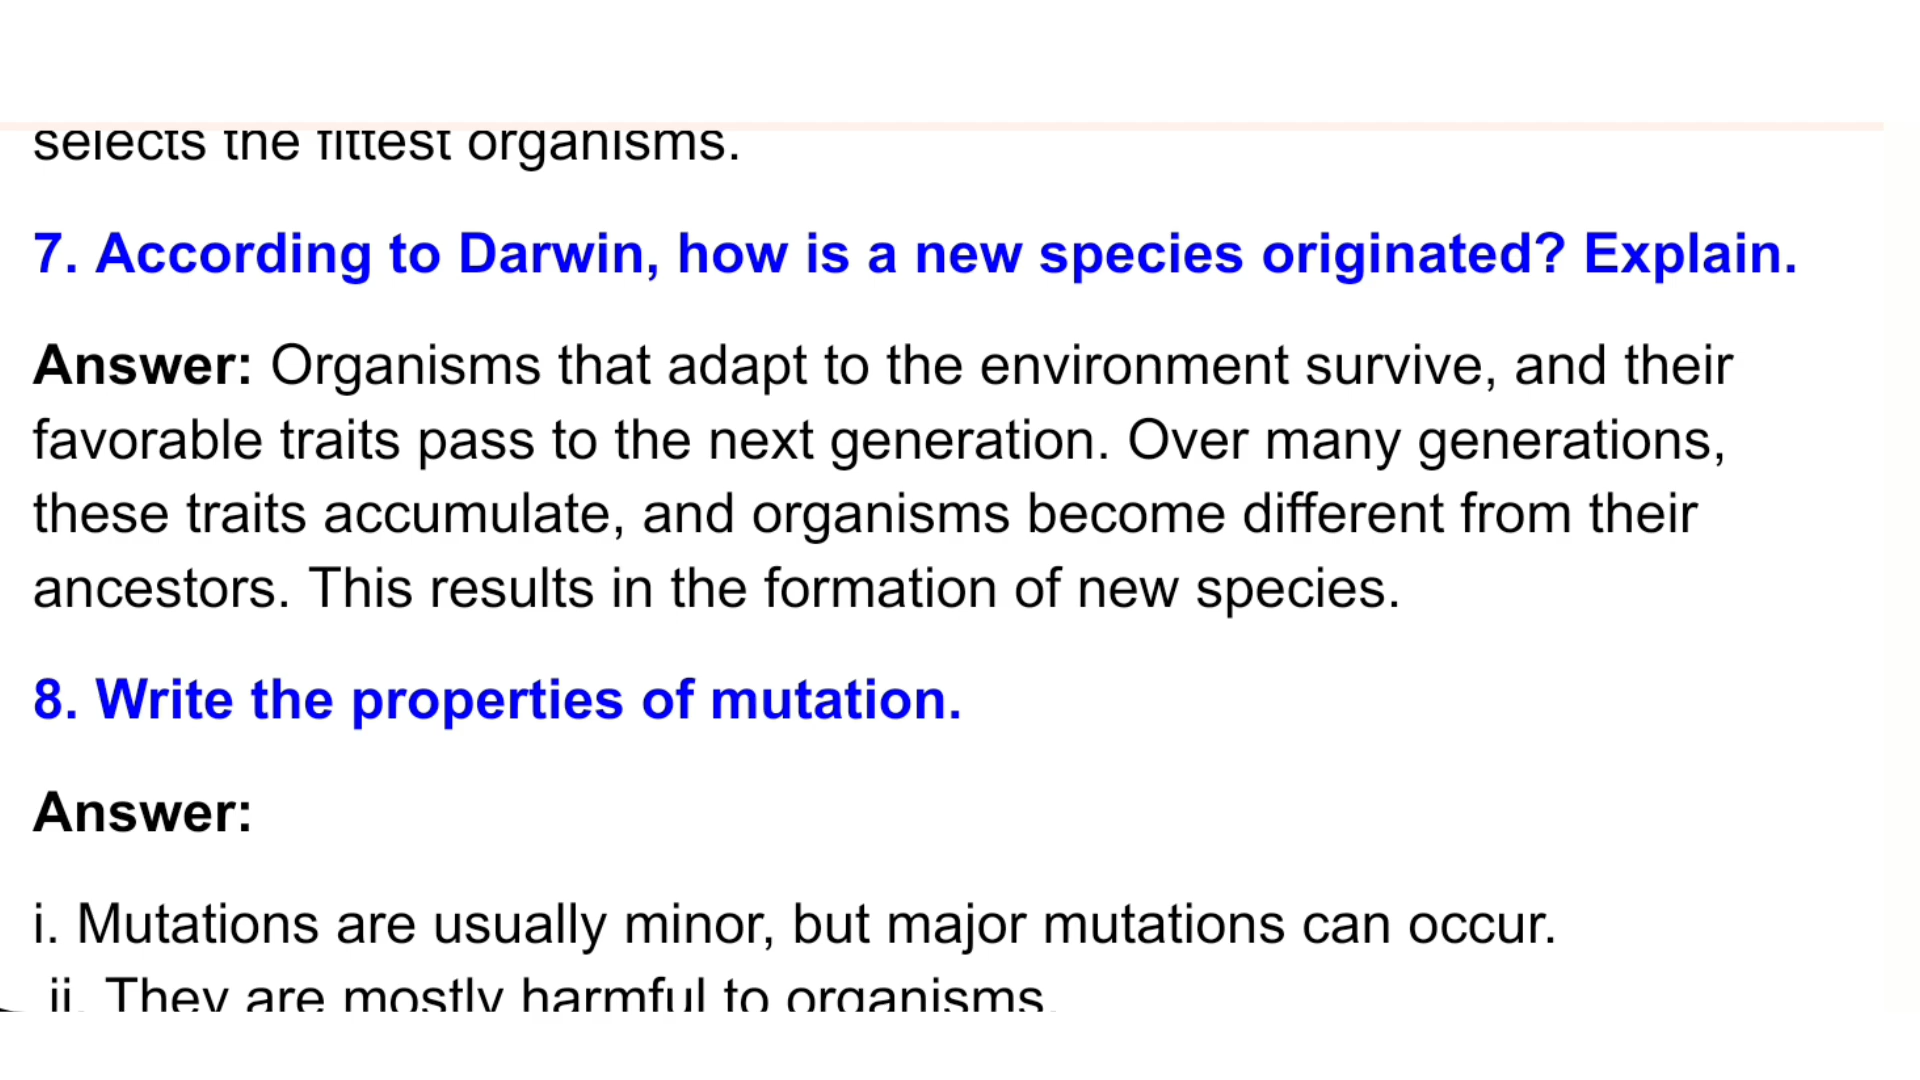 selects the fittest organisms.
7. According to Darwin, how is a new species originated? Explain.
Answer: Organisms that adapt to the environment survive, and their
favorable traits pass to the next generation. Over many generations,
these traits accumulate, and organisms become different from their
ancestors. This results in the formation of new species.
8. Write the properties of mutation.
Answer:
i. Mutations are usually minor, but major mutations can occur.
ii. They are mostly harmful to organisms.